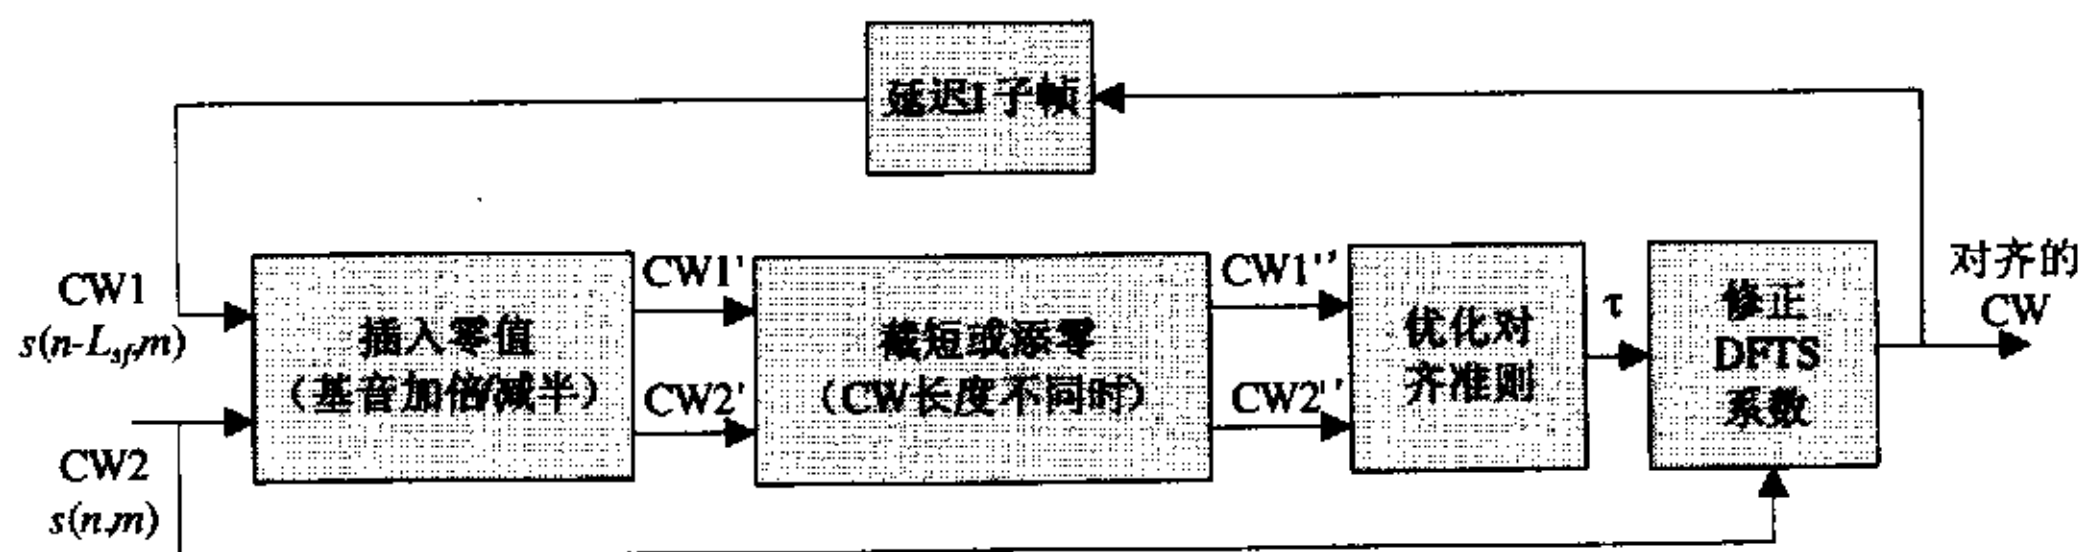 延迟1子帧
CW1
s(n-L_sf,m)
插入零值
(基音加倍/减半)
CW1'
CW2'
截短或添零
(CW长度不同时)
CW1''
CW2''
优化对
齐准则
τ
修正
DFTS
系数
对齐的
CW
CW2
s(n,m)